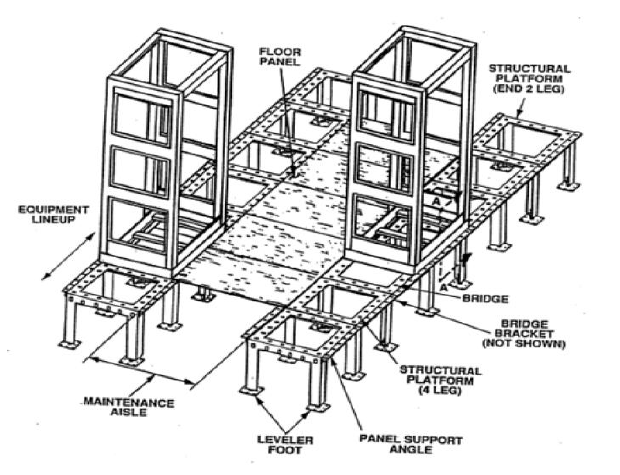 FLOOR
PANEL
STRUCTURAL
PLATFORM
(END 2 LEG)
EQUIPMENT
LINEUP
A
A
BRIDGE
BRIDGE
BRACKET
(NOT SHOWN)
STRUCTURAL
PLATFORM
(4 LEG)
MAINTENANCE
AISLE
LEVELER
FOOT
PANEL SUPPORT
ANGLE